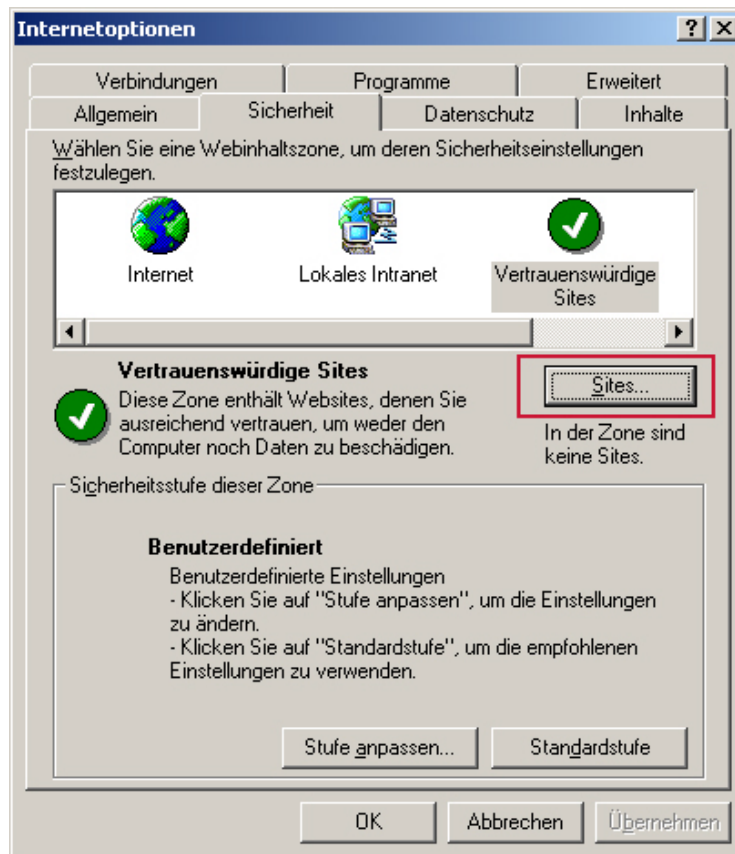 Internetoptionen
Verbindungen Programme Erweitert
Allgemein Sicherheit Datenschutz Inhalte
Wählen Sie eine Webinhaltszone, um deren Sicherheitseinstellungen
festzulegen.
Internet Lokales Intranet Vertrauenswürdige
Sites
Vertrauenswürdige Sites
Diese Zone enthält Websites, denen Sie
ausreichend vertrauen, um weder den
Computer noch Daten zu beschädigen.
Sites...
In der Zone sind
keine Sites.
Sicherheitsstufe dieser Zone
Benutzerdefiniert
Benutzerdefinierte Einstellungen
- Klicken Sie auf "Stufe anpassen", um die Einstellungen
zu ändern.
- Klicken Sie auf "Standardstufe", um die empfohlenen
Einstellungen zu verwenden.
Stufe anpassen... Standardstufe
OK Abbrechen Übernehmen